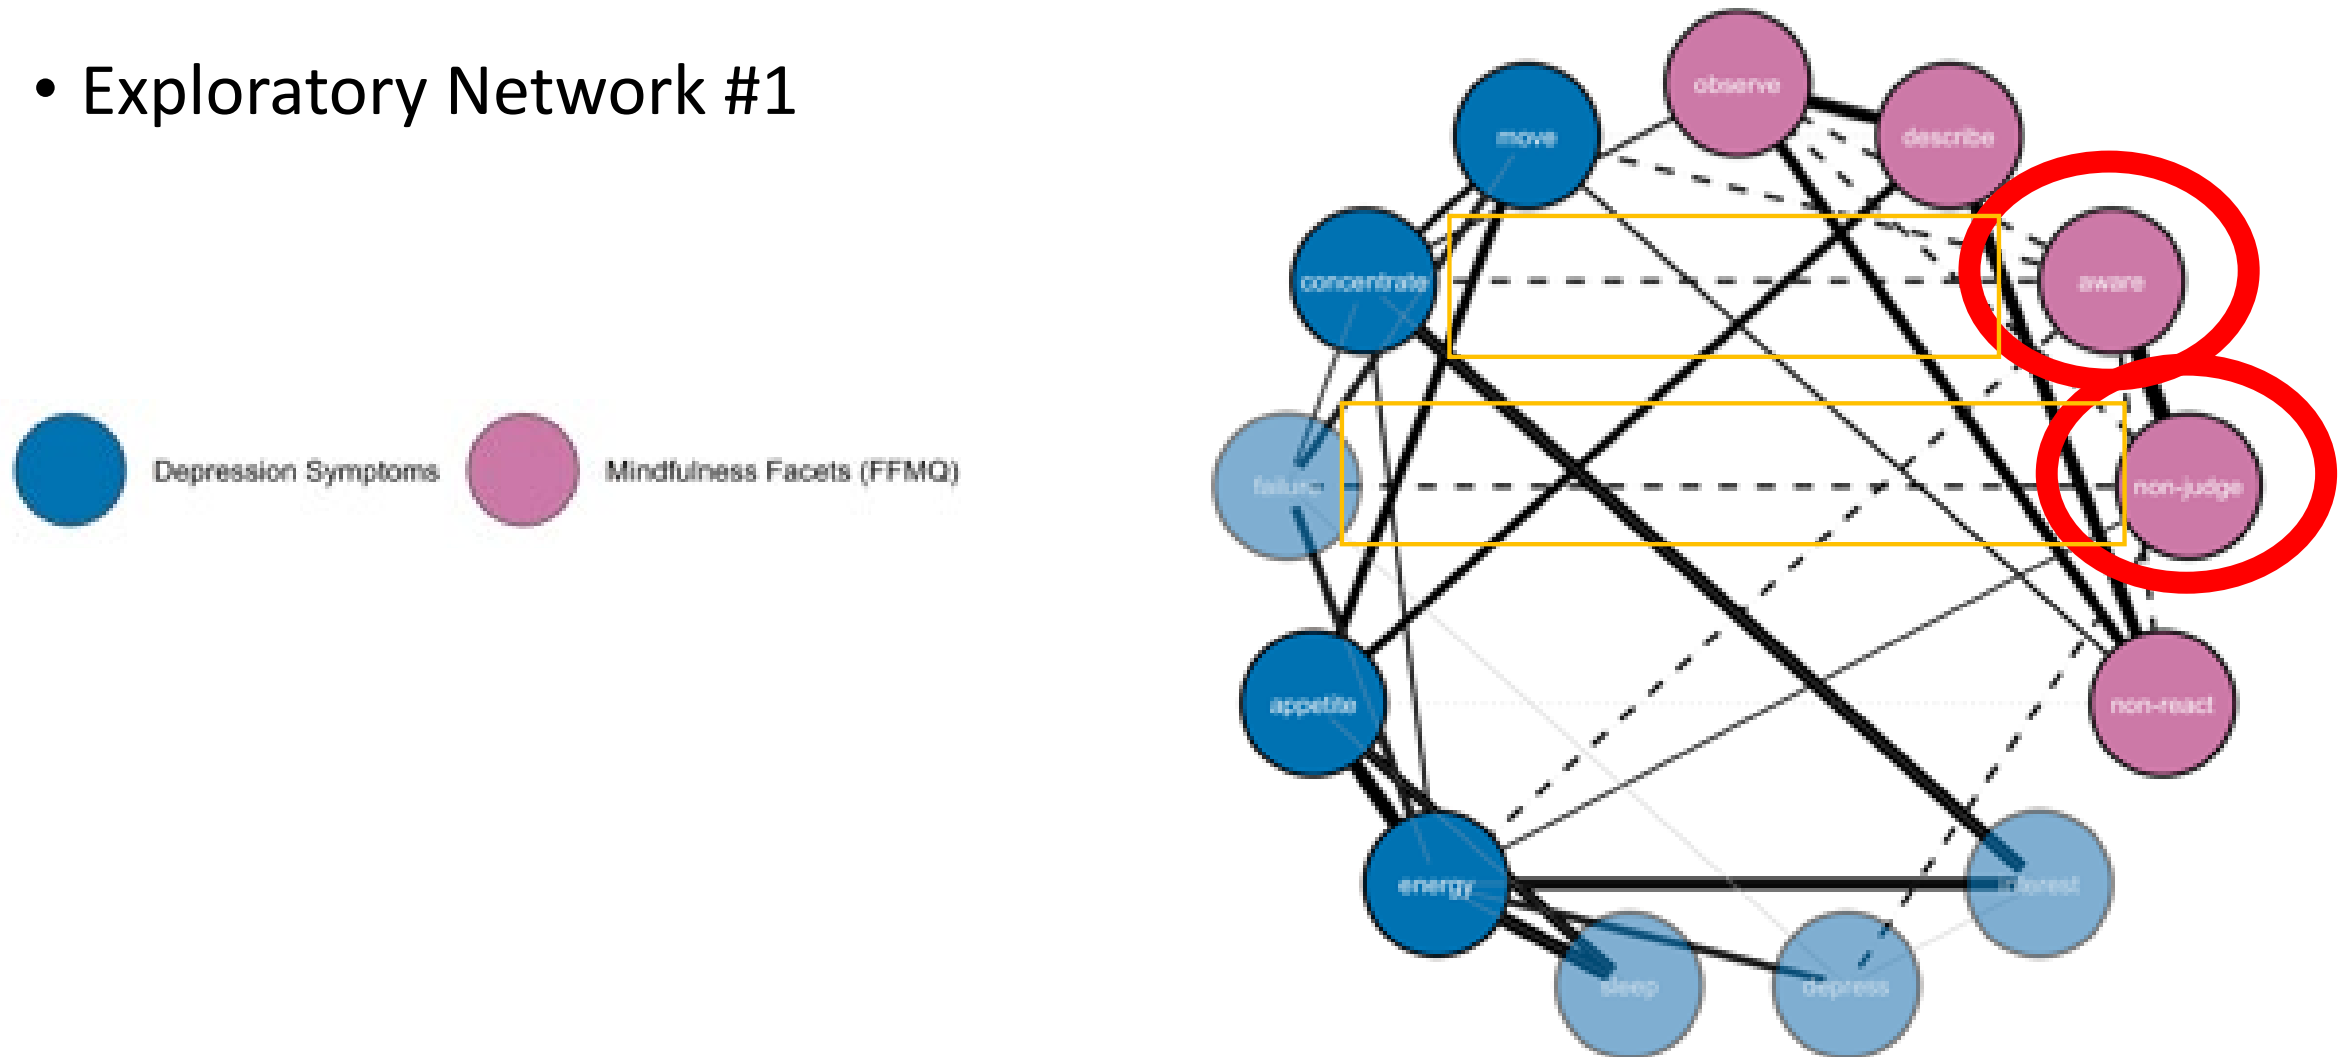 • Exploratory Network #1
observe
move
describe
concentrate
aware
failure
non-judge
Depression Symptoms
Mindfulness Facets (FFMQ)
appetite
non-react
energy
interest
sleep
depress